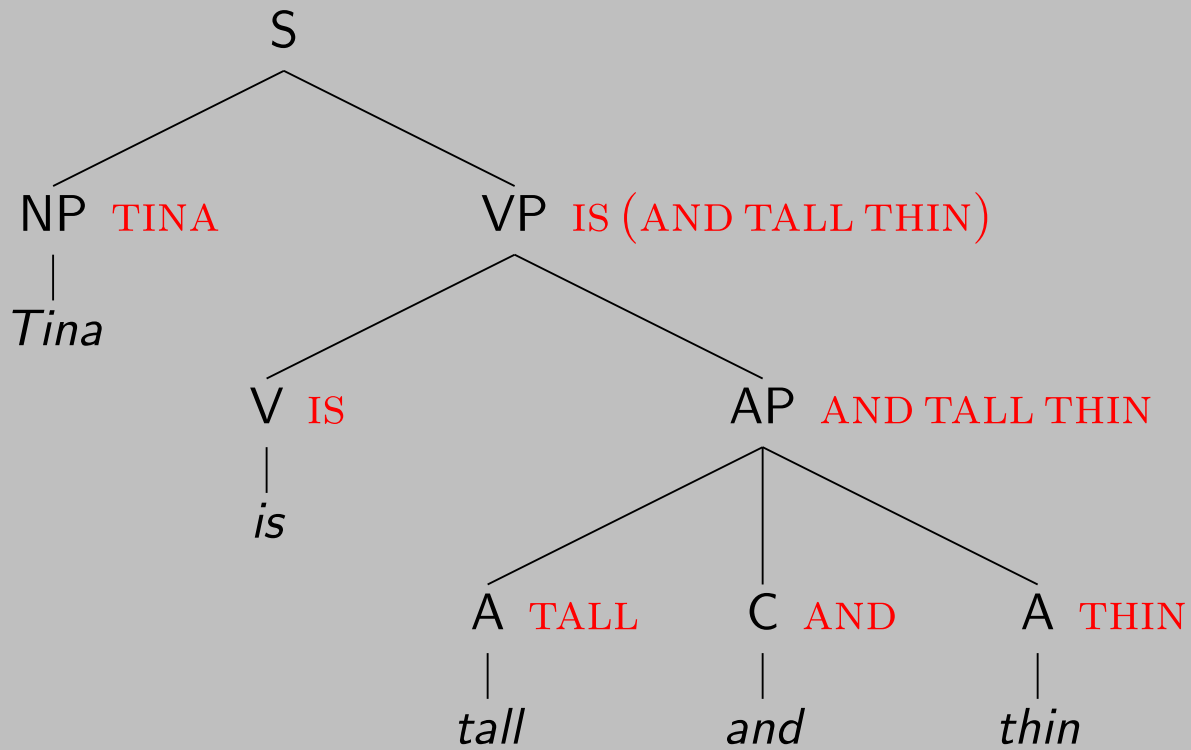 S
NP TINA VP IS (AND TALL THIN)
Tina
V IS AP AND TALL THIN
is
A TALL C AND A THIN
tall and thin